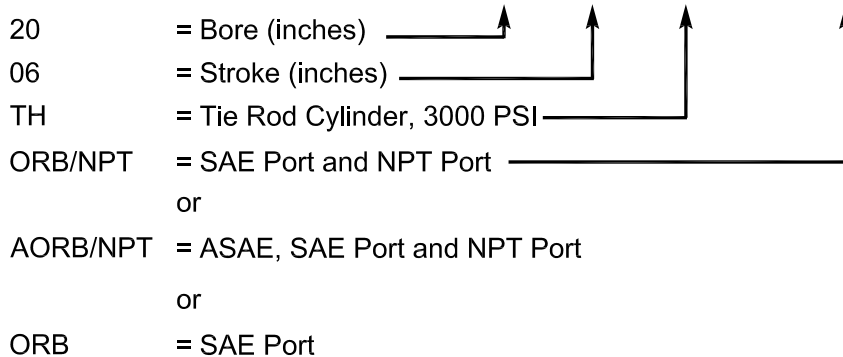 20 = Bore (inches)
06 = Stroke (inches)
TH = Tie Rod Cylinder, 3000 PSI
ORB/NPT = SAE Port and NPT Port
or
AORB/NPT = ASAE, SAE Port and NPT Port
or
ORB = SAE Port